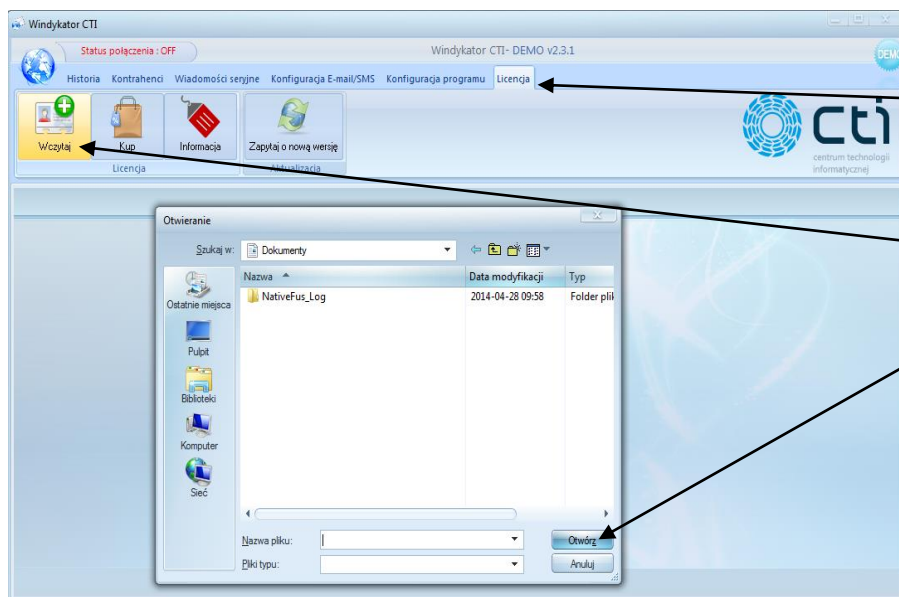 Windykator CTI
Status połączenia : OFF
Windykator CTI- DEMO v2.3.1
DEMO
Historia Kontrahenci Wiadomości seryjne Konfiguracja E-mail/SMS Konfiguracja programu Licencja
Wczytaj Kup Informacja Zapytaj o nową wersję
Licencja Aktualizacja
cti
centrum technologii
informatycznej
Otwieranie
Szukaj w: Dokumenty
Nazwa Data modyfikacji Typ
NativeFus_Log 2014-04-28 09:58 Folder plik
Ostatnie miejsca
Pulpit
Biblioteki
Komputer
Sieć
Nazwa pliku: Otwórz
Pliki typu: Anuluj